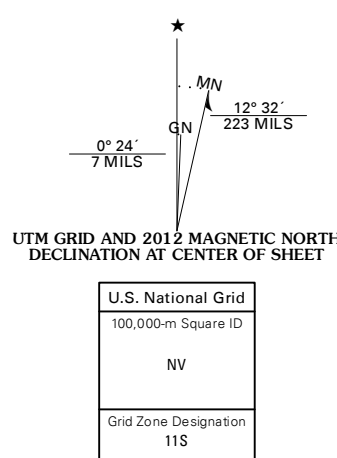 ★
MN
12° 32´
223 MILS
GN
0° 24´
7 MILS
UTM GRID AND 2012 MAGNETIC NORTH
DECLINATION AT CENTER OF SHEET
U.S. National Grid
100,000-m Square ID
NV
Grid Zone Designation
11S